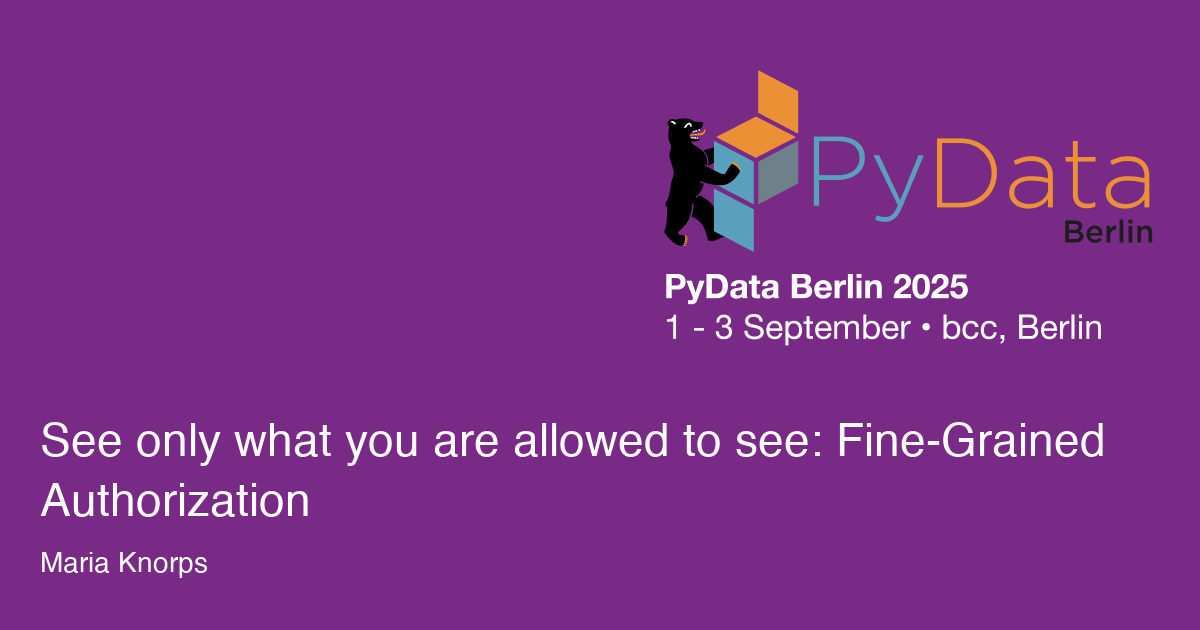 PyData
Berlin
PyData Berlin 2025
1 - 3 September • bcc, Berlin
See only what you are allowed to see: Fine-Grained
Authorization
Maria Knorps